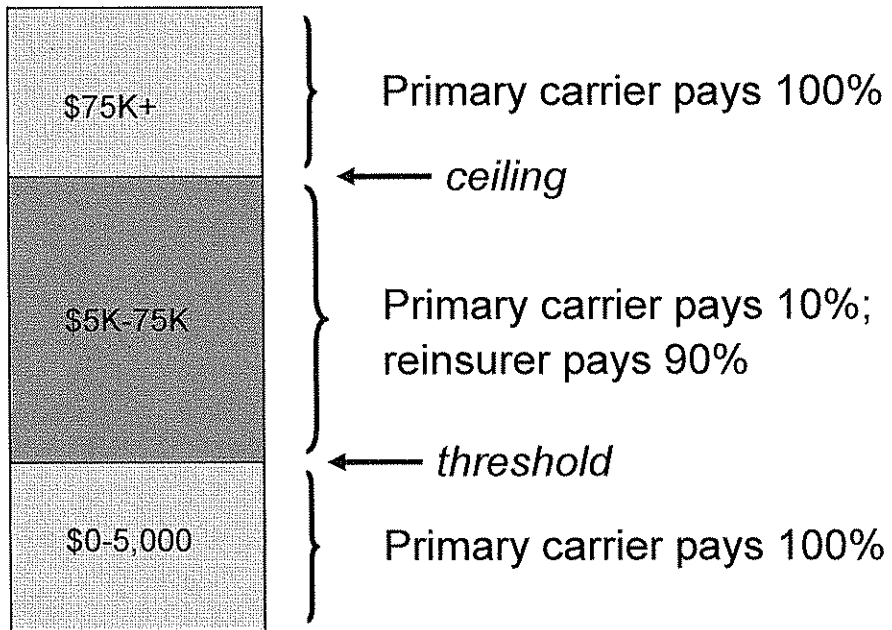 $75K+
Primary carrier pays 100%
ceiling
$5K-75K
Primary carrier pays 10%;
reinsurer pays 90%
threshold
$0-5,000
Primary carrier pays 100%